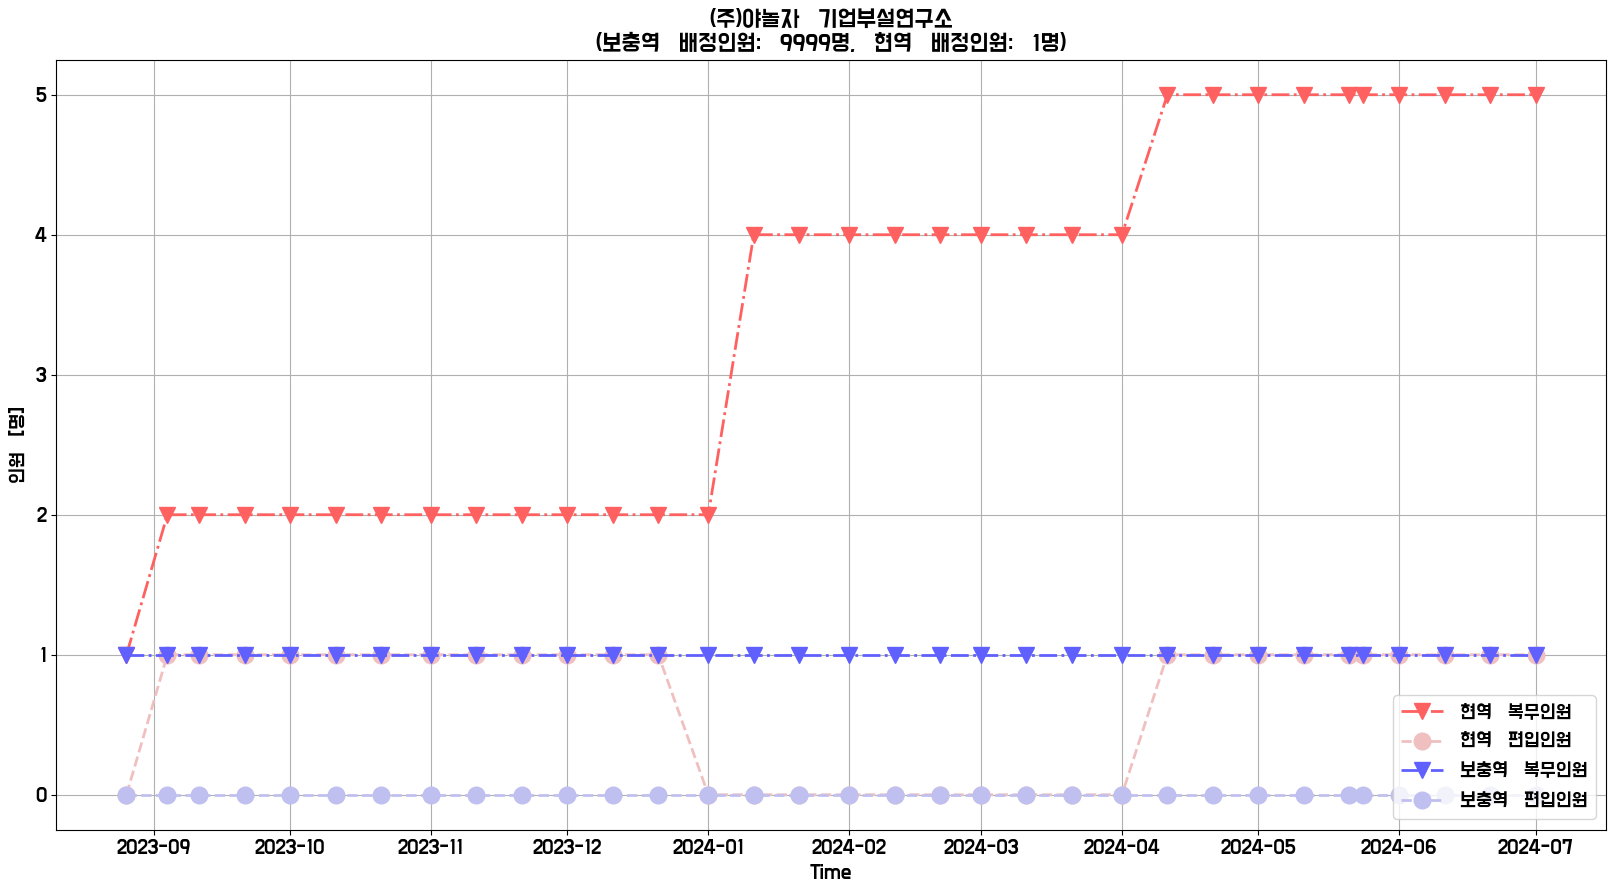 (주)야놀자 기업부설연구소
(보충역 배정인원: 9999명, 현역 배정인원: 1명)
5
4
3
2
1
0
인원 [명]
현역 복무인원
현역 편입인원
보충역 복무인원
보충역 편입인원
2023-09 2023-10 2023-11 2023-12 2024-01 2024-02 2024-03 2024-04 2024-05 2024-06 2024-07
Time